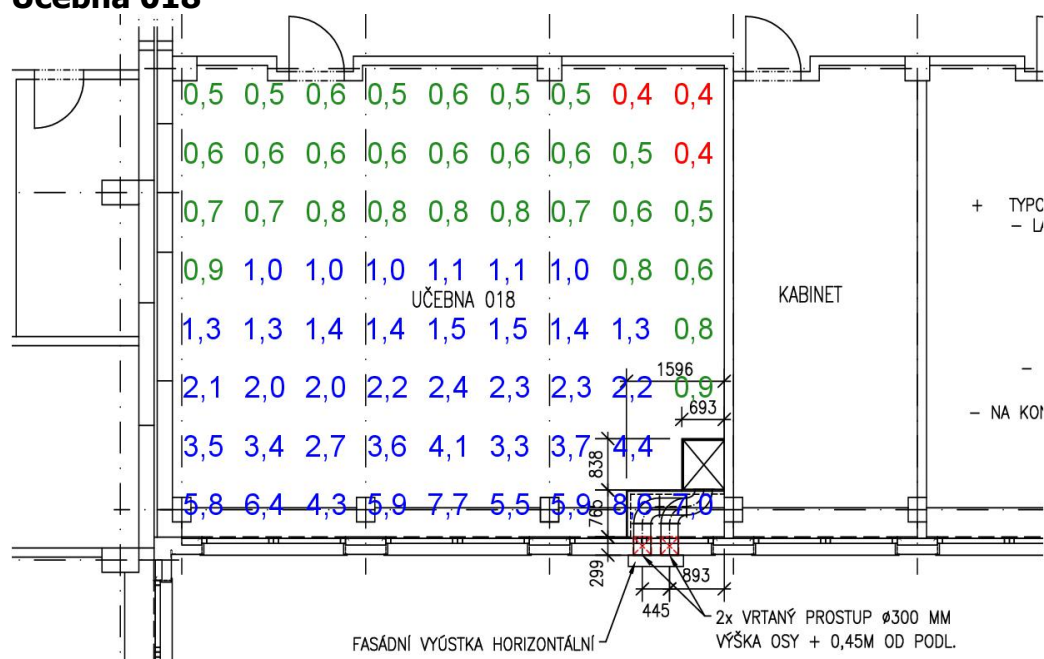 Učebna 018
0,5 0,5 0,6 0,5 0,6 0,5 0,5 0,4 0,4
0,6 0,6 0,6 0,6 0,6 0,6 0,6 0,5 0,4
0,7 0,7 0,8 0,8 0,8 0,8 0,7 0,6 0,5
+ TYPO
– LA
0,9 1,0 1,0 1,0 1,1 1,1 1,0 0,8 0,6
UČEBNA 018
KABINET
1,3 1,3 1,4 1,4 1,5 1,5 1,4 1,3 0,8
1596
–
2,1 2,0 2,0 2,2 2,4 2,3 2,3 2,2 0,9
693
– NA KON
3,5 3,4 2,7 3,6 4,1 3,3 3,7 4,4
838
5,8 6,4 4,3 5,9 7,7 5,5 5,9 8,6 7,0
299
893
445
2x VRTANÝ PROSTUP ø300 MM
FASÁDNÍ VYÚSTKA HORIZONTÁLNÍ
VÝŠKA OSY + 0,45M OD PODL.